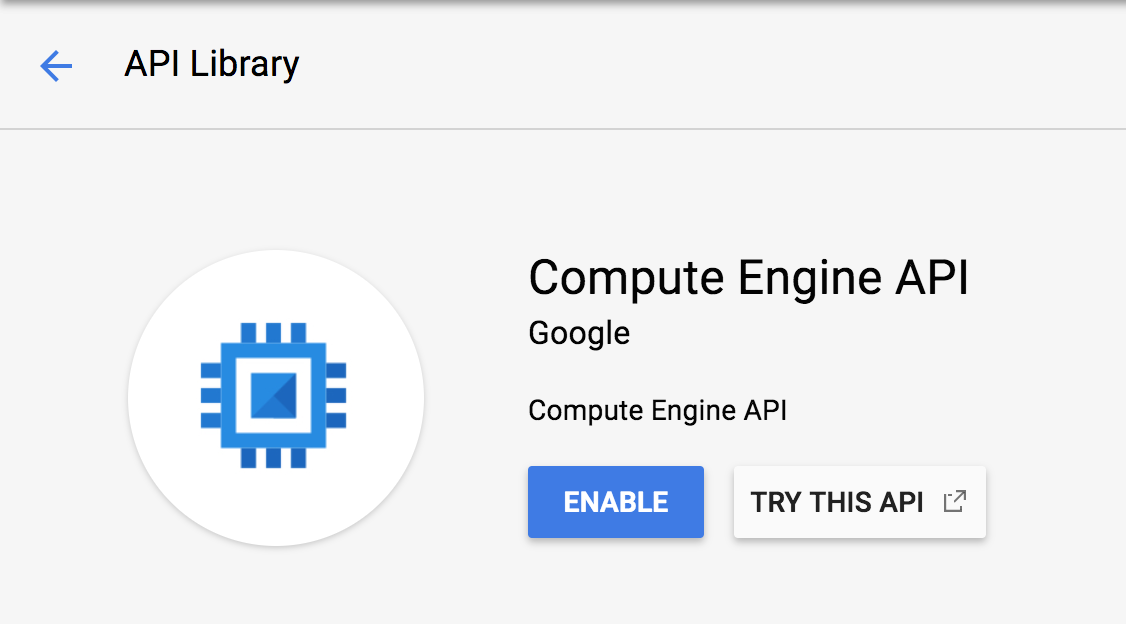 API Library
Compute Engine API
Google
Compute Engine API
ENABLE
TRY THIS API